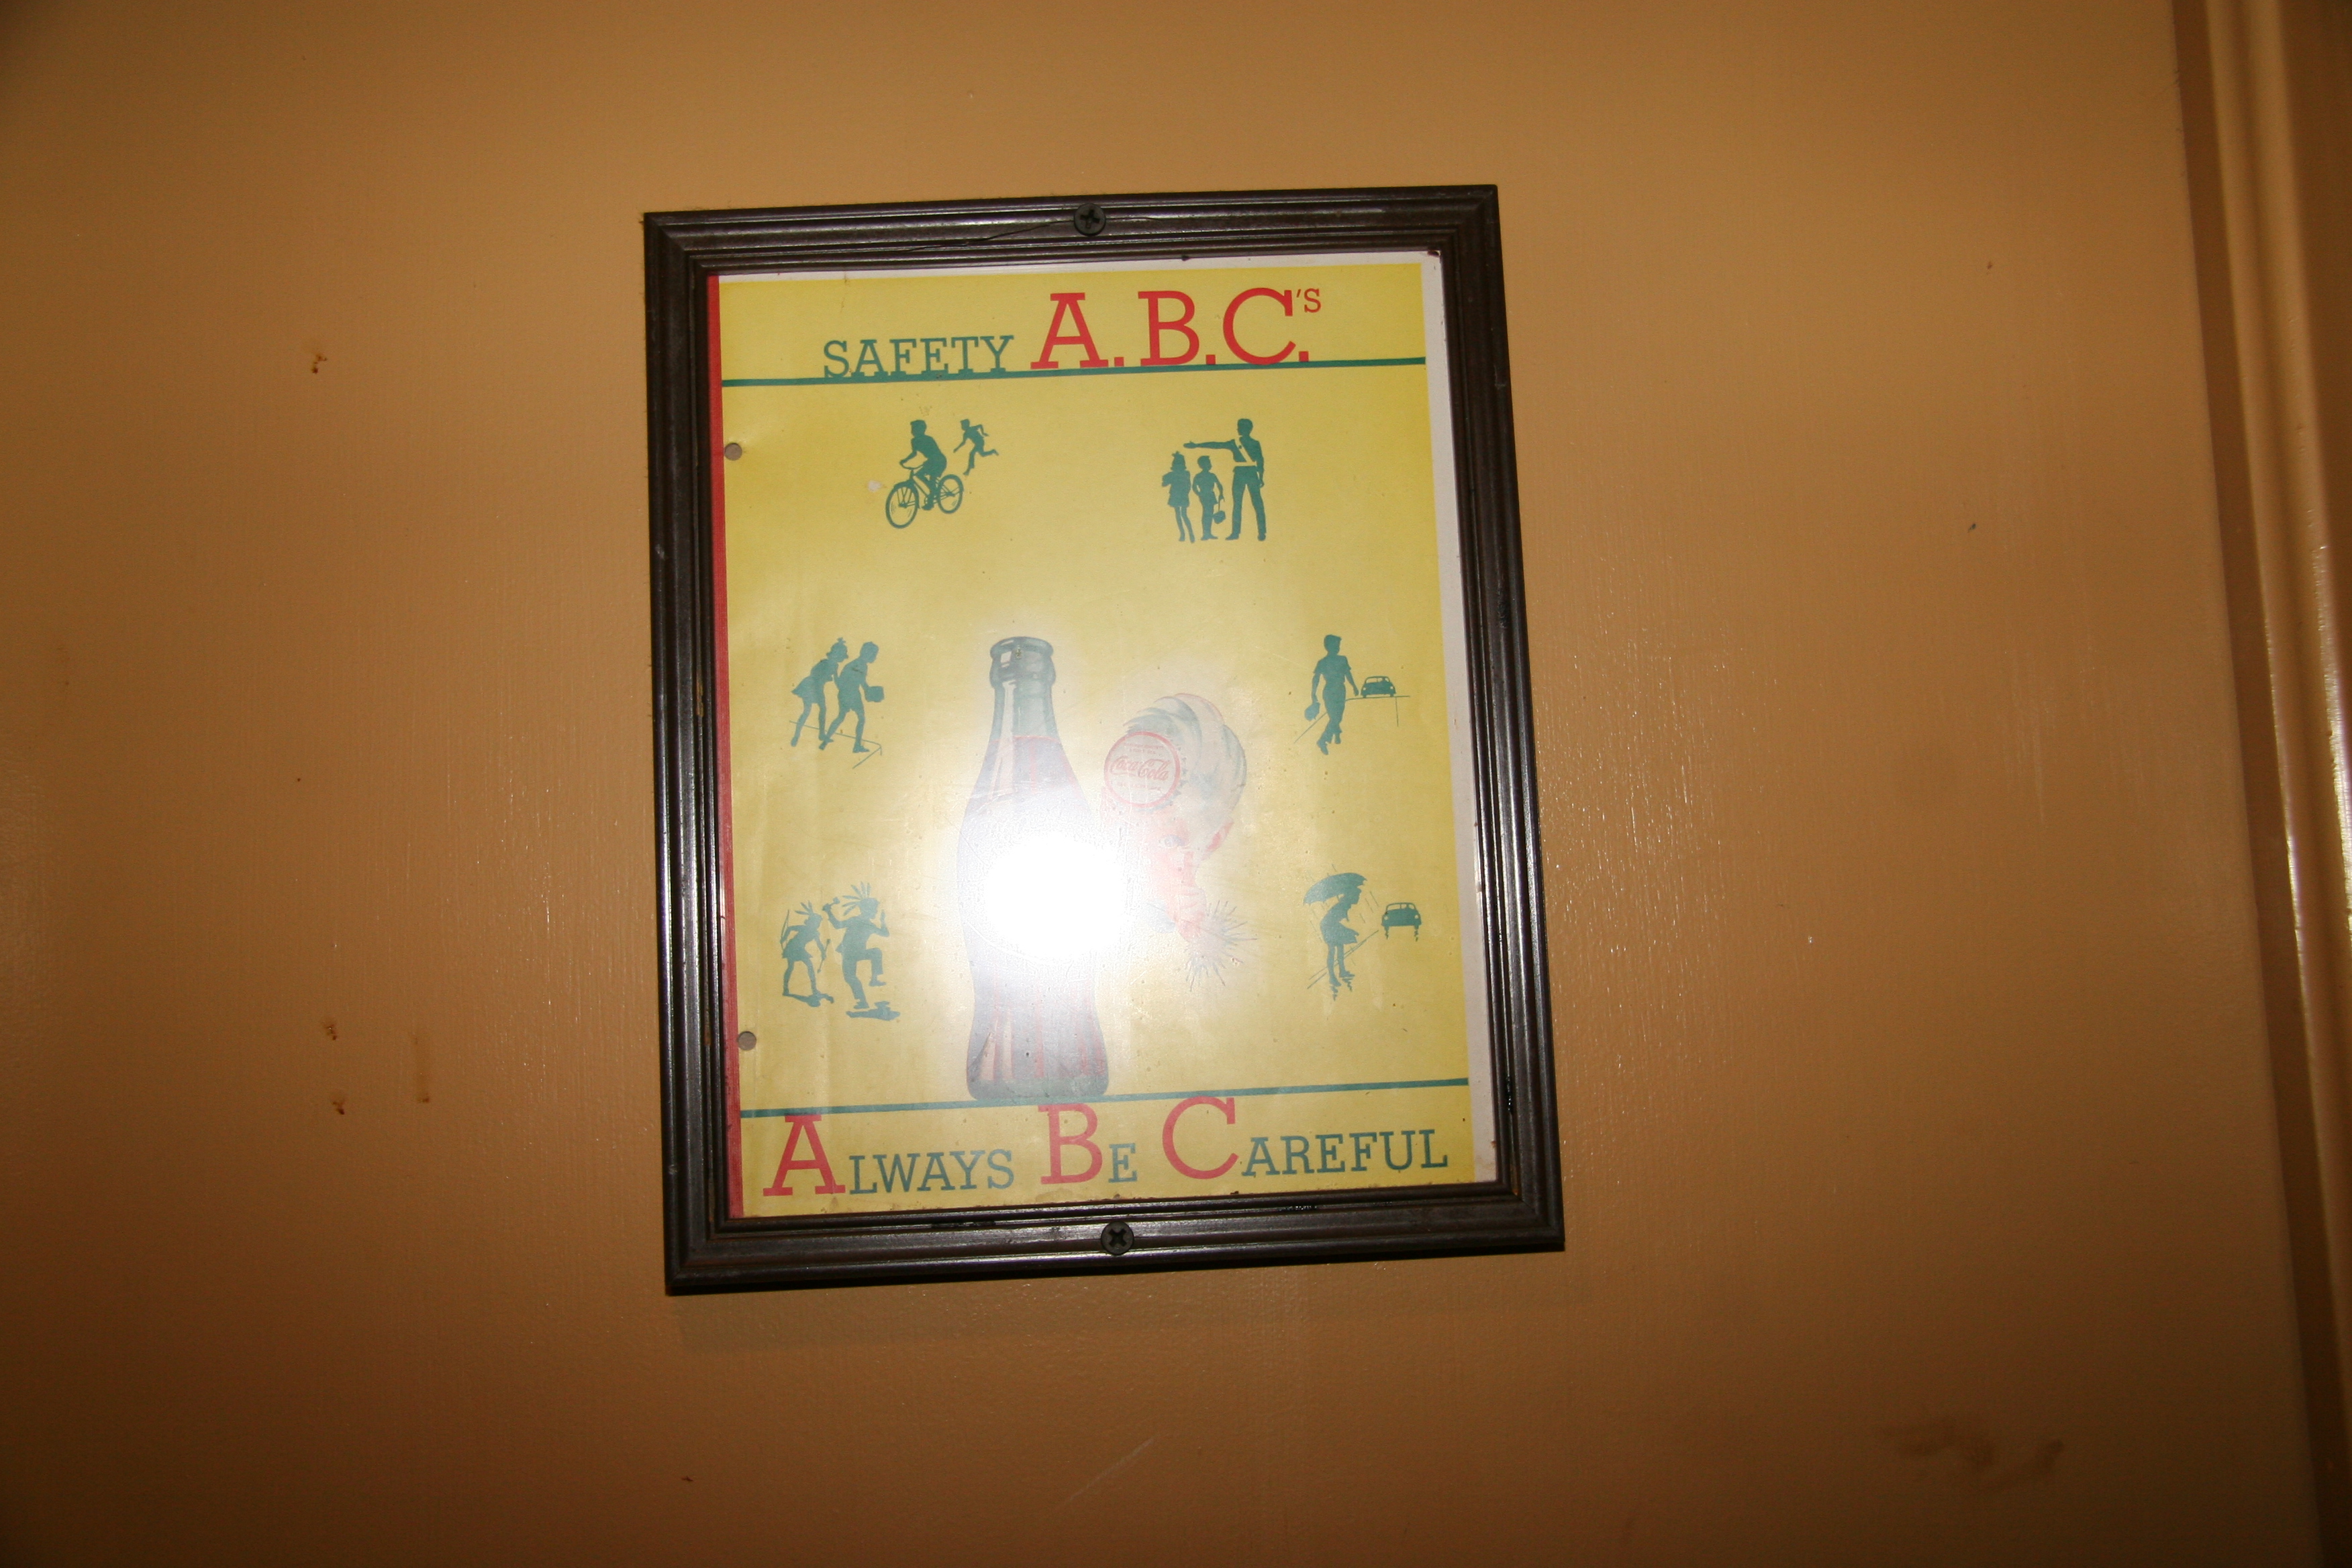 SAFETY A.B.C.'S
Coca-Cola
ALWAYS BE CAREFUL